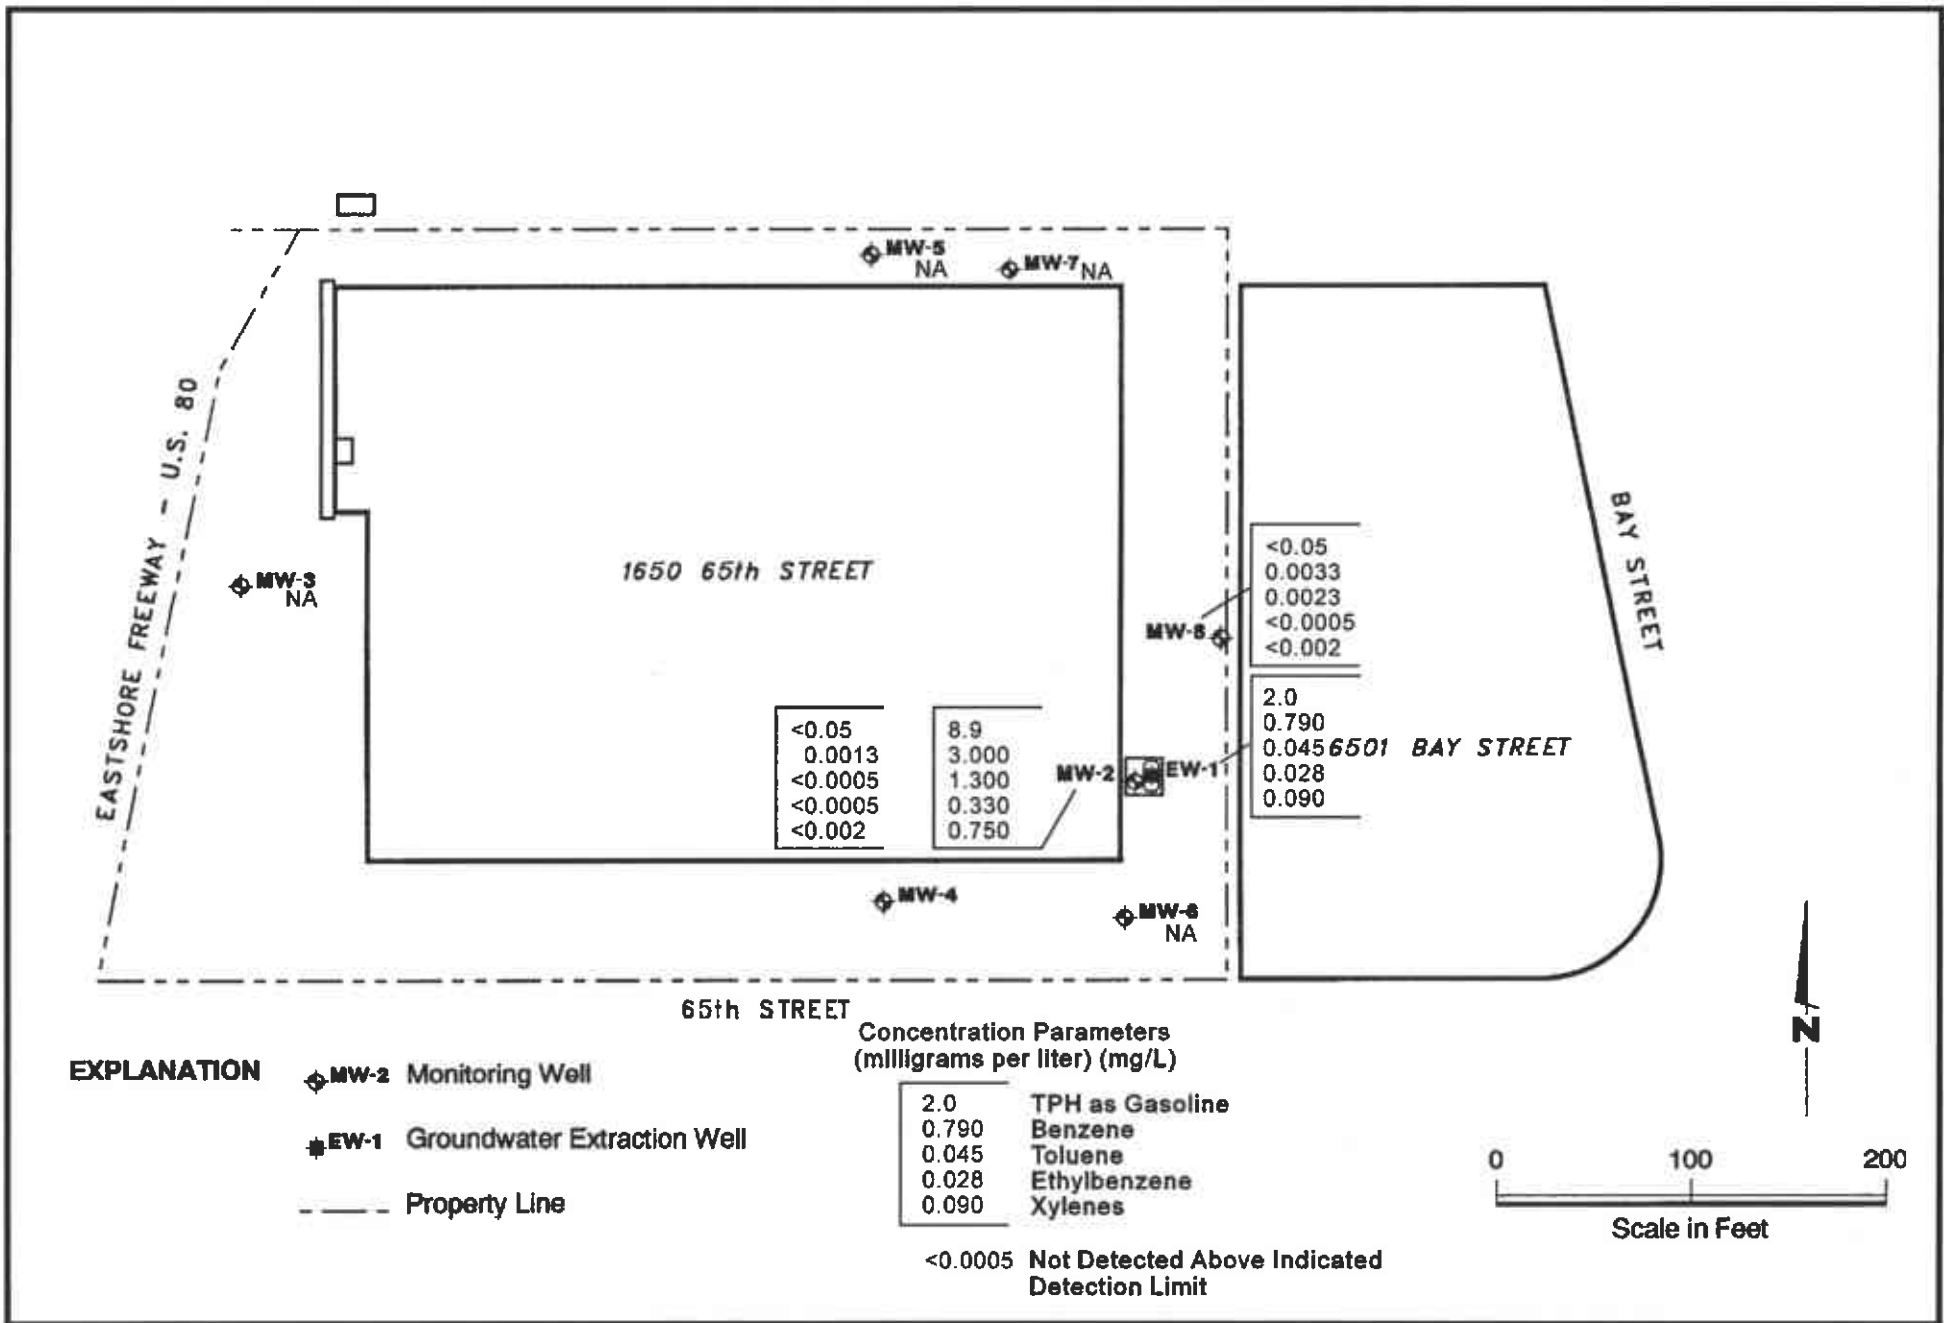 MW-5
NA
MW-7 NA
EASTSHORE FREEWAY - U.S. 80
MW-3
NA
1650 65th STREET
BAY STREET
MW-8
<0.05
0.0033
0.0023
<0.0005
<0.002
2.0
0.790
0.045
0.028
0.090
6501 BAY STREET
EW-1
MW-2
<0.05
0.0013
<0.0005
<0.0005
<0.002
8.9
3.000
1.300
0.330
0.750
MW-4
MW-6
NA
65th STREET
N
EXPLANATION
MW-2 Monitoring Well
EW-1 Groundwater Extraction Well
Property Line
Concentration Parameters
(milligrams per liter) (mg/L)
2.0 TPH as Gasoline
0.790 Benzene
0.045 Toluene
0.028 Ethylbenzene
0.090 Xylenes
<0.0005 Not Detected Above Indicated
Detection Limit
0 100 200
Scale in Feet